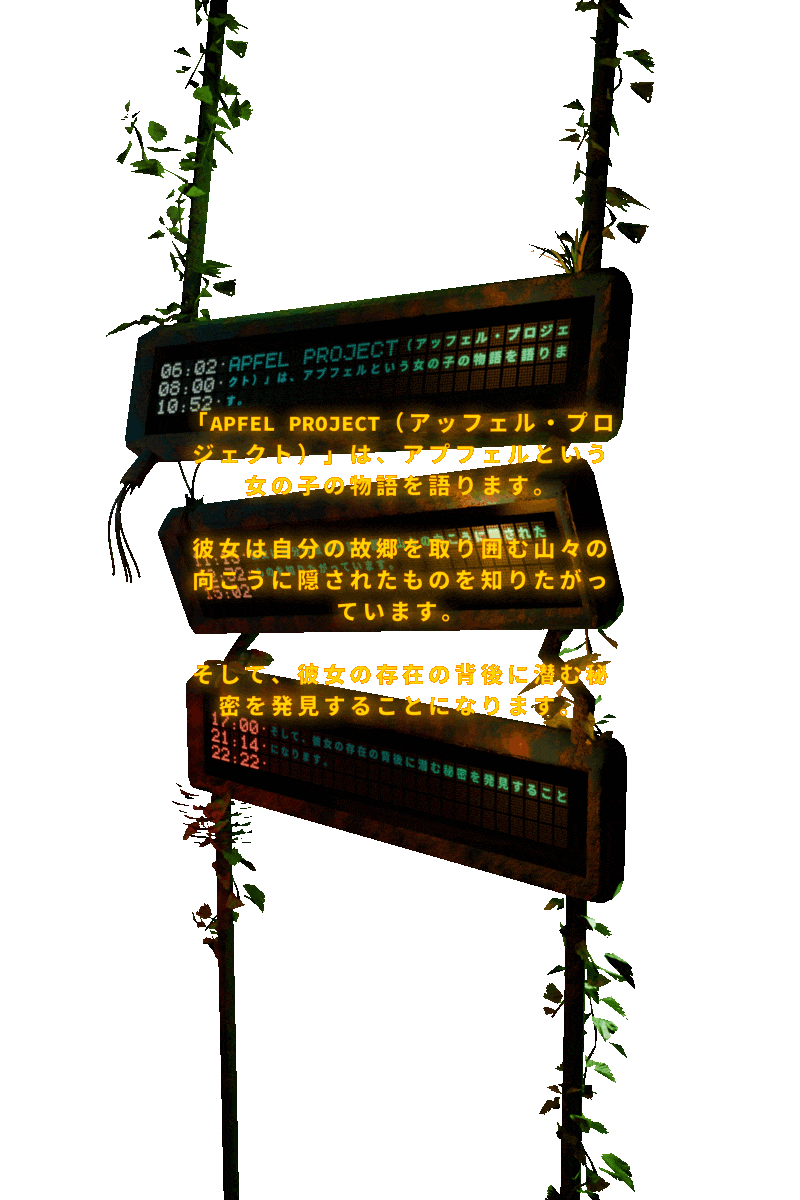 06:02・APFEL PROJECT（アッフェル・プロジェ
08:00・クト）」は、アプフェルという女の子の物語を語りま
10:52・す。
「APFEL PROJECT（アッフェル・プロ
ジェクト）」は、アプフェルという
女の子の物語を語ります。
彼女は自分の故郷を取り囲む山々の
向こうに隠されたものを知りたがっ
ています。
15:02
そして、彼女の存在の背後に潜む秘
密を発見することになります。
17:00・
21:14・そして、彼女の存在の背後に潜む秘密を発見すること
22:22・になります。